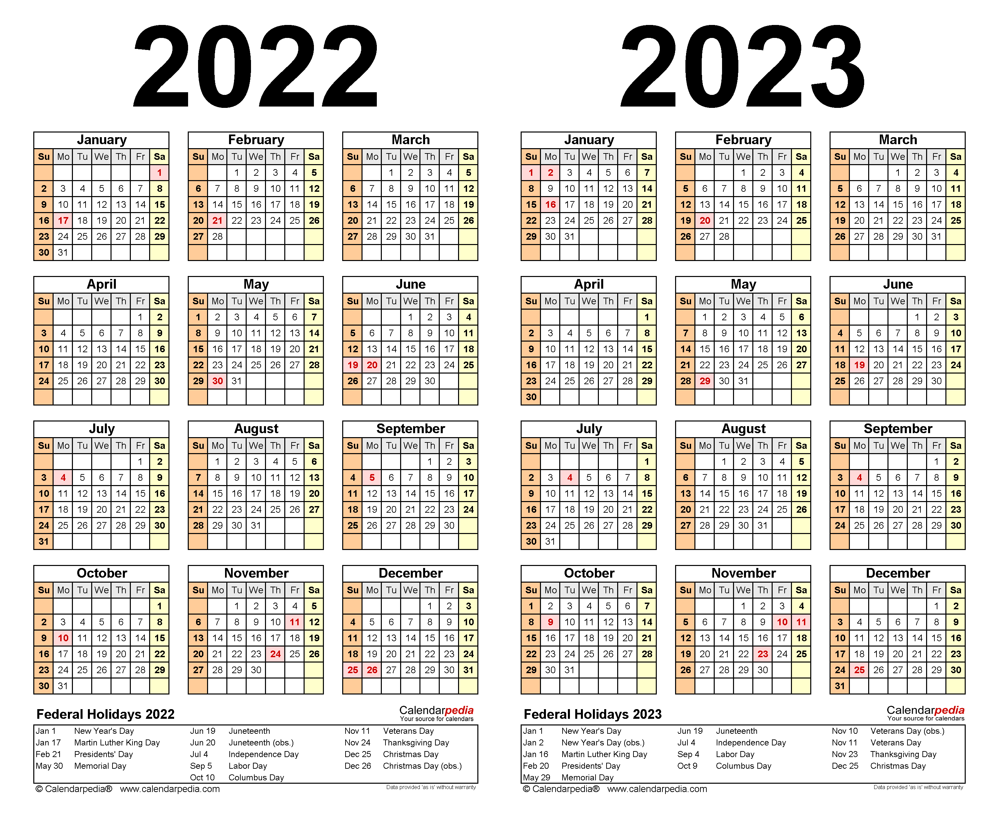 2022
January February March
Su Mo Tu We Th Fr Sa Su Mo Tu We Th Fr Sa Su Mo Tu We Th Fr Sa
1 1 2 3 4 5 1 2 3 4 5
2 3 4 5 6 7 8 6 7 8 9 10 11 12 6 7 8 9 10 11 12
9 10 11 12 13 14 15 13 14 15 16 17 18 19 13 14 15 16 17 18 19
16 17 18 19 20 21 22 20 21 22 23 24 25 26 20 21 22 23 24 25 26
23 24 25 26 27 28 29 27 28 27 28 29 30 31
30 31
April May June
Su Mo Tu We Th Fr Sa Su Mo Tu We Th Fr Sa Su Mo Tu We Th Fr Sa
1 2 1 2 3 4 5 6 7 1 2 3 4
3 4 5 6 7 8 9 8 9 10 11 12 13 14 5 6 7 8 9 10 11
10 11 12 13 14 15 16 15 16 17 18 19 20 21 12 13 14 15 16 17 18
17 18 19 20 21 22 23 22 23 24 25 26 27 28 19 20 21 22 23 24 25
24 25 26 27 28 29 30 29 30 31 26 27 28 29 30
July August September
Su Mo Tu We Th Fr Sa Su Mo Tu We Th Fr Sa Su Mo Tu We Th Fr Sa
1 2 1 2 3 4 5 6 1 2 3
3 4 5 6 7 8 9 7 8 9 10 11 12 13 4 5 6 7 8 9 10
10 11 12 13 14 15 16 14 15 16 17 18 19 20 11 12 13 14 15 16 17
17 18 19 20 21 22 23 21 22 23 24 25 26 27 18 19 20 21 22 23 24
24 25 26 27 28 29 30 28 29 30 31 25 26 27 28 29 30
31
October November December
Su Mo Tu We Th Fr Sa Su Mo Tu We Th Fr Sa Su Mo Tu We Th Fr Sa
1 1 2 3 4 5 1 2 3
2 3 4 5 6 7 8 6 7 8 9 10 11 12 4 5 6 7 8 9 10
9 10 11 12 13 14 15 13 14 15 16 17 18 19 11 12 13 14 15 16 17
16 17 18 19 20 21 22 20 21 22 23 24 25 26 18 19 20 21 22 23 24
23 24 25 26 27 28 29 27 28 29 30 25 26 27 28 29 30 31
30 31
Federal Holidays 2022 Calendarpedia
Your source for calendars
Jan 1 New Year's Day Jun 19 Juneteenth Nov 11 Veterans Day
Jan 17 Martin Luther King Day Jun 20 Juneteenth (obs.) Nov 24 Thanksgiving Day
Feb 21 Presidents' Day Jul 4 Independence Day Dec 25 Christmas Day
May 30 Memorial Day Sep 5 Labor Day Dec 26 Christmas Day (obs.)
Oct 10 Columbus Day
© Calendarpedia® www.calendarpedia.com Data provided 'as is' without warranty
2023
January February March
Su Mo Tu We Th Fr Sa Su Mo Tu We Th Fr Sa Su Mo Tu We Th Fr Sa
1 2 3 4 5 6 7 1 2 3 4 1 2 3 4
8 9 10 11 12 13 14 5 6 7 8 9 10 11 5 6 7 8 9 10 11
15 16 17 18 19 20 21 12 13 14 15 16 17 18 12 13 14 15 16 17 18
22 23 24 25 26 27 28 19 20 21 22 23 24 25 19 20 21 22 23 24 25
29 30 31 26 27 28 26 27 28 29 30 31
April May June
Su Mo Tu We Th Fr Sa Su Mo Tu We Th Fr Sa Su Mo Tu We Th Fr Sa
1 1 2 3 4 5 6 1 2 3
2 3 4 5 6 7 8 7 8 9 10 11 12 13 4 5 6 7 8 9 10
9 10 11 12 13 14 15 14 15 16 17 18 19 20 11 12 13 14 15 16 17
16 17 18 19 20 21 22 21 22 23 24 25 26 27 18 19 20 21 22 23 24
23 24 25 26 27 28 29 28 29 30 31 25 26 27 28 29 30
30
July August September
Su Mo Tu We Th Fr Sa Su Mo Tu We Th Fr Sa Su Mo Tu We Th Fr Sa
1 1 2 3 4 5 1 2
2 3 4 5 6 7 8 6 7 8 9 10 11 12 3 4 5 6 7 8 9
9 10 11 12 13 14 15 13 14 15 16 17 18 19 10 11 12 13 14 15 16
16 17 18 19 20 21 22 20 21 22 23 24 25 26 17 18 19 20 21 22 23
23 24 25 26 27 28 29 27 28 29 30 31 24 25 26 27 28 29 30
30 31
October November December
Su Mo Tu We Th Fr Sa Su Mo Tu We Th Fr Sa Su Mo Tu We Th Fr Sa
1 2 3 4 5 6 7 1 2 3 4 1 2
8 9 10 11 12 13 14 5 6 7 8 9 10 11 3 4 5 6 7 8 9
15 16 17 18 19 20 21 12 13 14 15 16 17 18 10 11 12 13 14 15 16
22 23 24 25 26 27 28 19 20 21 22 23 24 25 17 18 19 20 21 22 23
29 30 31 26 27 28 29 30 24 25 26 27 28 29 30
31
Federal Holidays 2023 Calendarpedia
Your source for calendars
Jan 1 New Year's Day Jun 19 Juneteenth Nov 10 Veterans Day (obs.)
Jan 2 New Year's Day (obs.) Jul 4 Independence Day Nov 11 Veterans Day
Jan 16 Martin Luther King Day Sep 4 Labor Day Nov 23 Thanksgiving Day
Feb 20 Presidents' Day Oct 9 Columbus Day Dec 25 Christmas Day
May 29 Memorial Day
© Calendarpedia® www.calendarpedia.com Data provided 'as is' without warranty